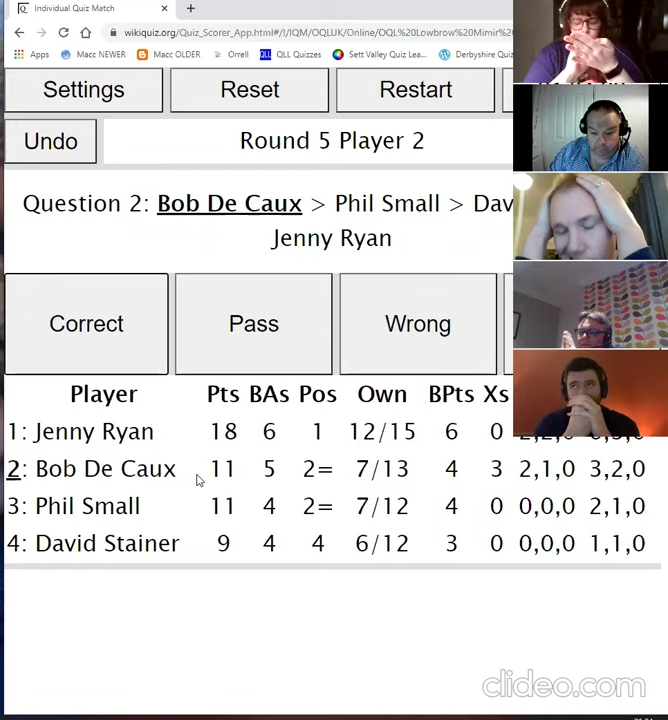 Individual Quiz Match
wikiquiz.org/Quiz_Scorer_App.html#/I/IQM/OQLUK/Online/OQL%20Lowbrow%20Mimir%
Apps Macc NEWER Macc OLDER Orrell QLL Quizzes Sett Valley Quiz Lea... Derbyshire Quiz
Settings Reset Restart
Undo Round 5 Player 2
Question 2: Bob De Caux > Phil Small > Dav
Jenny Ryan
Correct Pass Wrong
Player Pts BAs Pos Own BPts Xs
1: Jenny Ryan 18 6 1 12/15 6 0
2: Bob De Caux 11 5 2= 7/13 4 3 2,1,0 3,2,0
3: Phil Small 11 4 2= 7/12 4 0 0,0,0 2,1,0
4: David Stainer 9 4 4 6/12 3 0 0,0,0 1,1,0
clideo.com